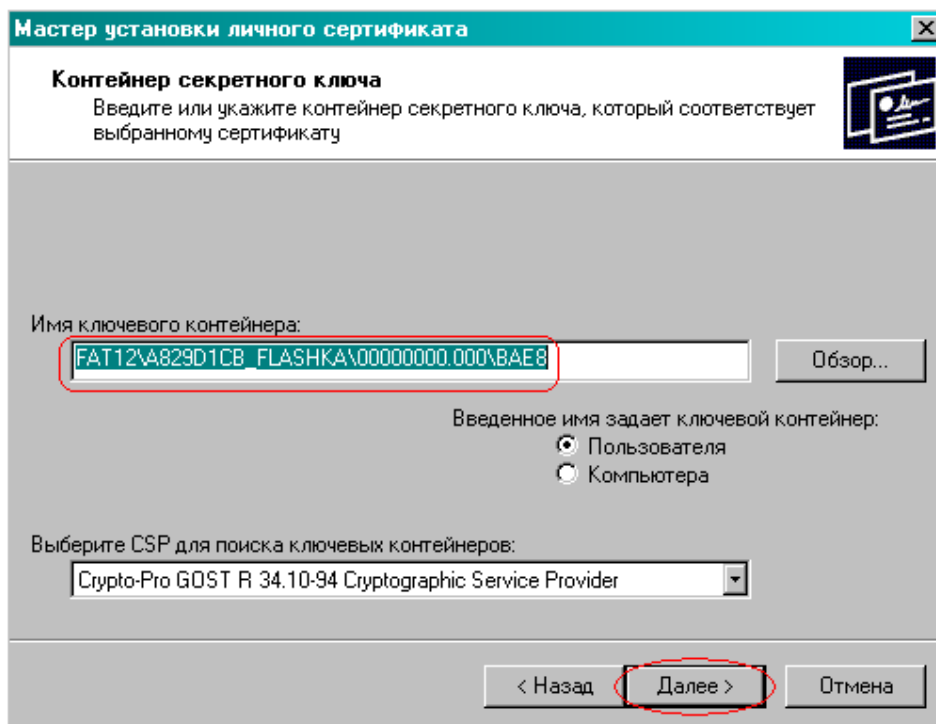 Мастер установки личного сертификата
Контейнер секретного ключа
Введите или укажите контейнер секретного ключа, который соответствует
выбранному сертификату
Имя ключевого контейнера:
FAT12\A829D1CB_FLASHKA\00000000.000\BAE8
Обзор...
Введенное имя задает ключевой контейнер:
Пользователя
Компьютера
Выберите CSP для поиска ключевых контейнеров:
Crypto-Pro GOST R 34.10-94 Cryptographic Service Provider
< Назад
Далее >
Отмена